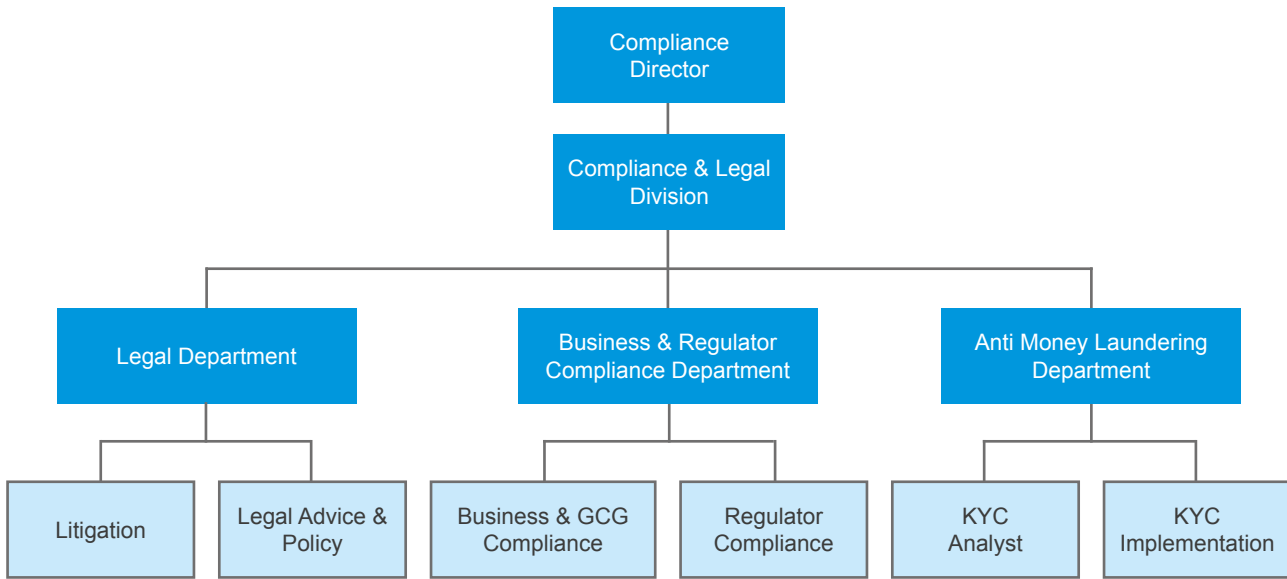 Compliance
Director
Compliance & Legal
Division
Legal Department
Business & Regulator
Compliance Department
Anti Money Laundering
Department
Litigation
Legal Advice &
Policy
Business & GCG
Compliance
Regulator
Compliance
KYC
Analyst
KYC
Implementation